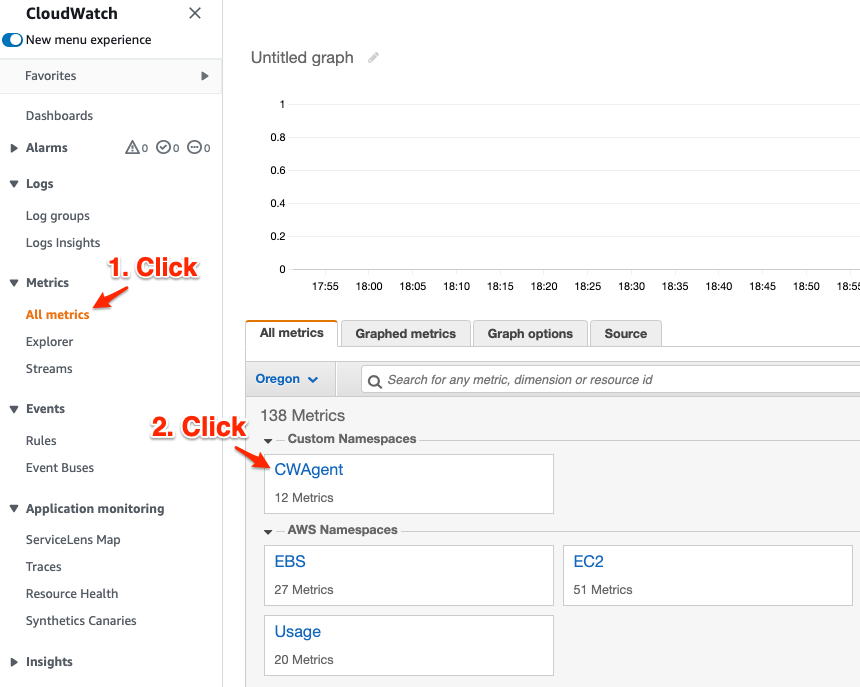 CloudWatch
New menu experience
Favorites
Dashboards
Alarms 0 0 0
Logs
Log groups
Logs Insights
1. Click
Metrics
All metrics
Explorer
Streams
Events
Rules
Event Buses
Application monitoring
ServiceLens Map
Traces
Resource Health
Synthetics Canaries
Insights
Untitled graph
1
0.8
0.6
0.4
0.2
0
17:55 18:00 18:05 18:10 18:15 18:20 18:25 18:30 18:35 18:40 18:45 18:50 18:55
All metrics Graphed metrics Graph options Source
Oregon Search for any metric, dimension or resource id
138 Metrics
2. Click
Custom Namespaces
CWAgent
12 Metrics
AWS Namespaces
EBS
27 Metrics
EC2
51 Metrics
Usage
20 Metrics